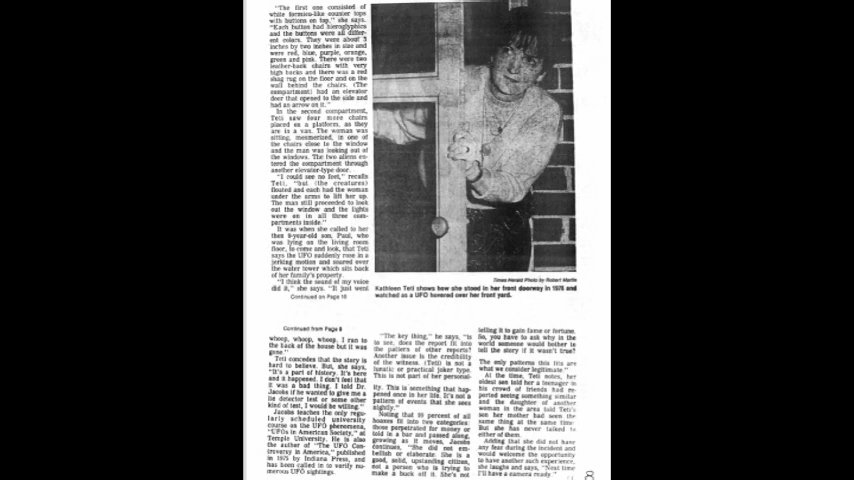 "The first one consisted of
white formica-like counter tops
with buttons on top," she says.
"Each button had hieroglyphics
and the buttons were all differ-
ent colors. They were about 3
inches by two inches in size and
were red, blue, purple, orange,
green and pink. There were two
leather-back chairs with very
high backs and there was a red
shag rug on the floor and on the
wall behind the chairs. (The
compartment) had an elevator
door that opened to the side and
had an arrow on it."
In the second compartment,
Teti saw four more chairs
placed on a platform, as they
are in a van. The woman was
sitting, mesmerized, in one of
the chairs close to the window
and the man was looking out of
the windows. The two aliens en-
tered the compartment through
another elevator-type door.
"I could see no feet," recalls
Teti, "but (the creatures)
floated and each had the woman
under the arms to lift her up.
The man still proceeded to look
out the window and the lights
were on in all three com-
partments inside."
It was when she called to her
then 9-year-old son, Paul, who
was lying on the living room
floor, to come and look, that Teti
says the UFO suddenly rose in a
jerking motion and soared over
the water tower which sits back
of her family's property.
"I think the sound of my voice
did it," she says. "It just went
Continued on Page 10
Times Herald Photo by Robert Martin
Kathleen Teti shows how she stood in her front doorway in 1978 and
watched as a UFO hovered over her front yard.
Continued from Page 8
whoop, whoop, whoop. I ran to
the back of the house but it was
gone."
Teti concedes that the story is
hard to believe. But, she says,
"It's a part of history. It's here
and it happened. I don't feel that
it was a bad thing. I told Dr.
Jacobs if he wanted to give me a
lie detector test or some other
kind of test, I would be willing."
Jacobs teaches the only regu-
larly scheduled university
course on the UFO phenomena,
"UFOs in American Society," at
Temple University. He is also
the author of "The UFO Con-
troversy in America," published
in 1975 by Indiana Press, and
has been called in to verify nu-
merous UFO sightings.
"The key thing," he says, "is
to see, does the report fit into
the pattern of other reports?
Another issue is the credibility
of the witness. (Teti) is not a
lunatic or practical joker type.
This is not part of her personal-
ity. This is something that hap-
pened once in her life. It's not a
pattern of events that she sees
nightly."
Noting that 99 percent of all
hoaxes fit into two categories:
those perpetrated for money or
told in a bar and passed along,
growing as it moves, Jacobs
continues, "She did not em-
bellish or elaborate. She is a
good, solid, upstanding citizen,
not a person who is trying to
make a buck off it. She's not
telling it to gain fame or fortune.
So, you have to ask why in the
world someone would bother to
tell the story if it wasn't true?
The only patterns this fits are
what we consider legitimate."
At the time, Teti notes, her
oldest son told her a teenager in
his crowd of friends had re-
ported seeing something similar
and the daughter of another
woman in the area told Teti's
son her mother had seen the
same thing at the same time.
But she has never talked to
either of them.
Adding that she did not have
any fear during the incident and
would welcome the opportunity
to have another such experience,
she laughs and says, "Next time
I'll have a camera ready."
8